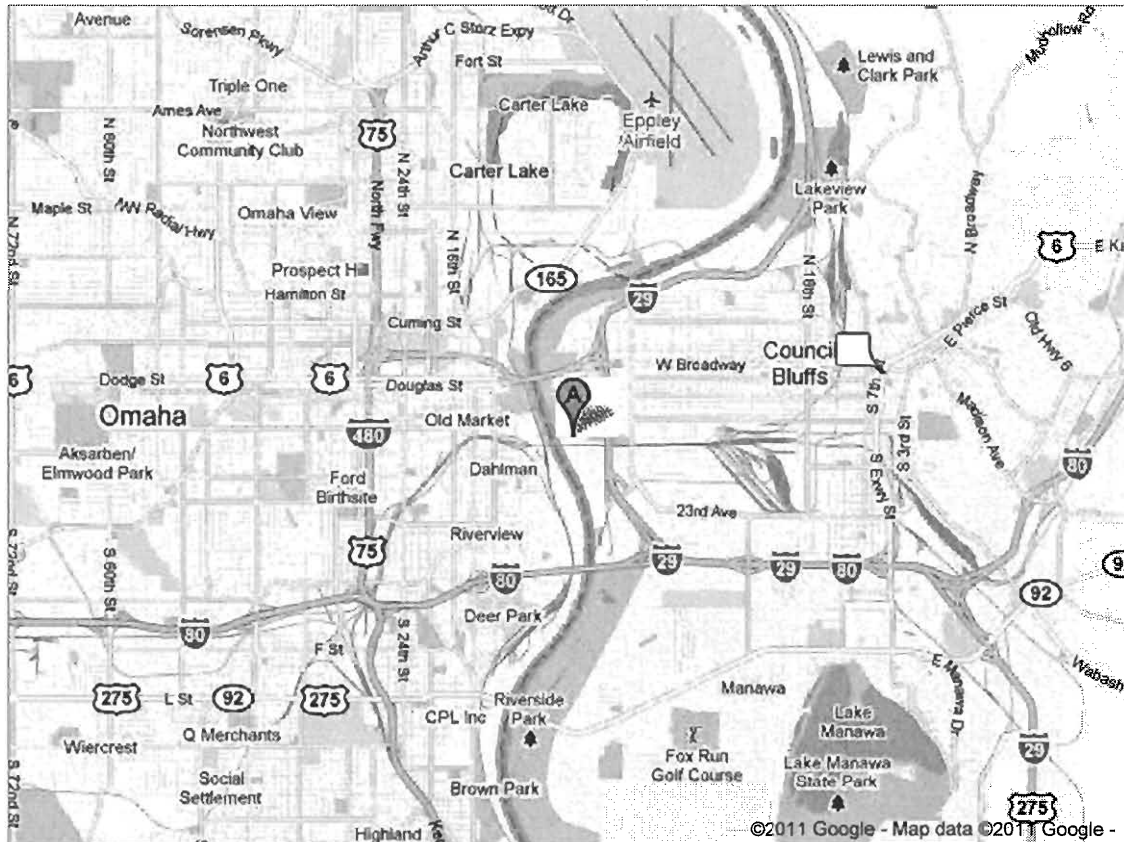 Avenue
Sorensen Pkwy
Arthur C Storz Expy
Fort St
Triple One
Ames Ave
Northwest
Community Club
N 60th St
75
N 24th St
North Fwy
Carter Lake
Carter Lake
Eppley
Airfield
Lewis and
Clark Park
Lakeview
Park
N Broadway
6
Maple St
NW Radial Hwy
Omaha View
N 72nd St
Prospect Hill
Hamilton St
N 16th St
165
29
N 16th St
E Pierce St
Old Hwy 6
Cuming St
W Broadway
Counci
Bluffs
6
Dodge St
6
6
Douglas St
A
S 7th
S 3rd St
Madison Ave
Omaha
480
Old Market
80
Aksarben/
Elmwood Park
Ford
Birthsite
Dahlman
23rd Ave
S Expy St
Riverview
75
S 72nd St
S 60th St
80
29
29
80
92
80
Deer Park
S 24th St
F St
275
L St
92
275
CPL Inc
Riverside
Park
Manawa
E Manawa Dr
Wabash
Wiercrest
Q Merchants
Lake
Manawa
Fox Run
Golf Course
Lake Manawa
State Park
29
Social
Settlement
Brown Park
275
S 72nd St
Highland
©2011 Google - Map data ©2011 Google -